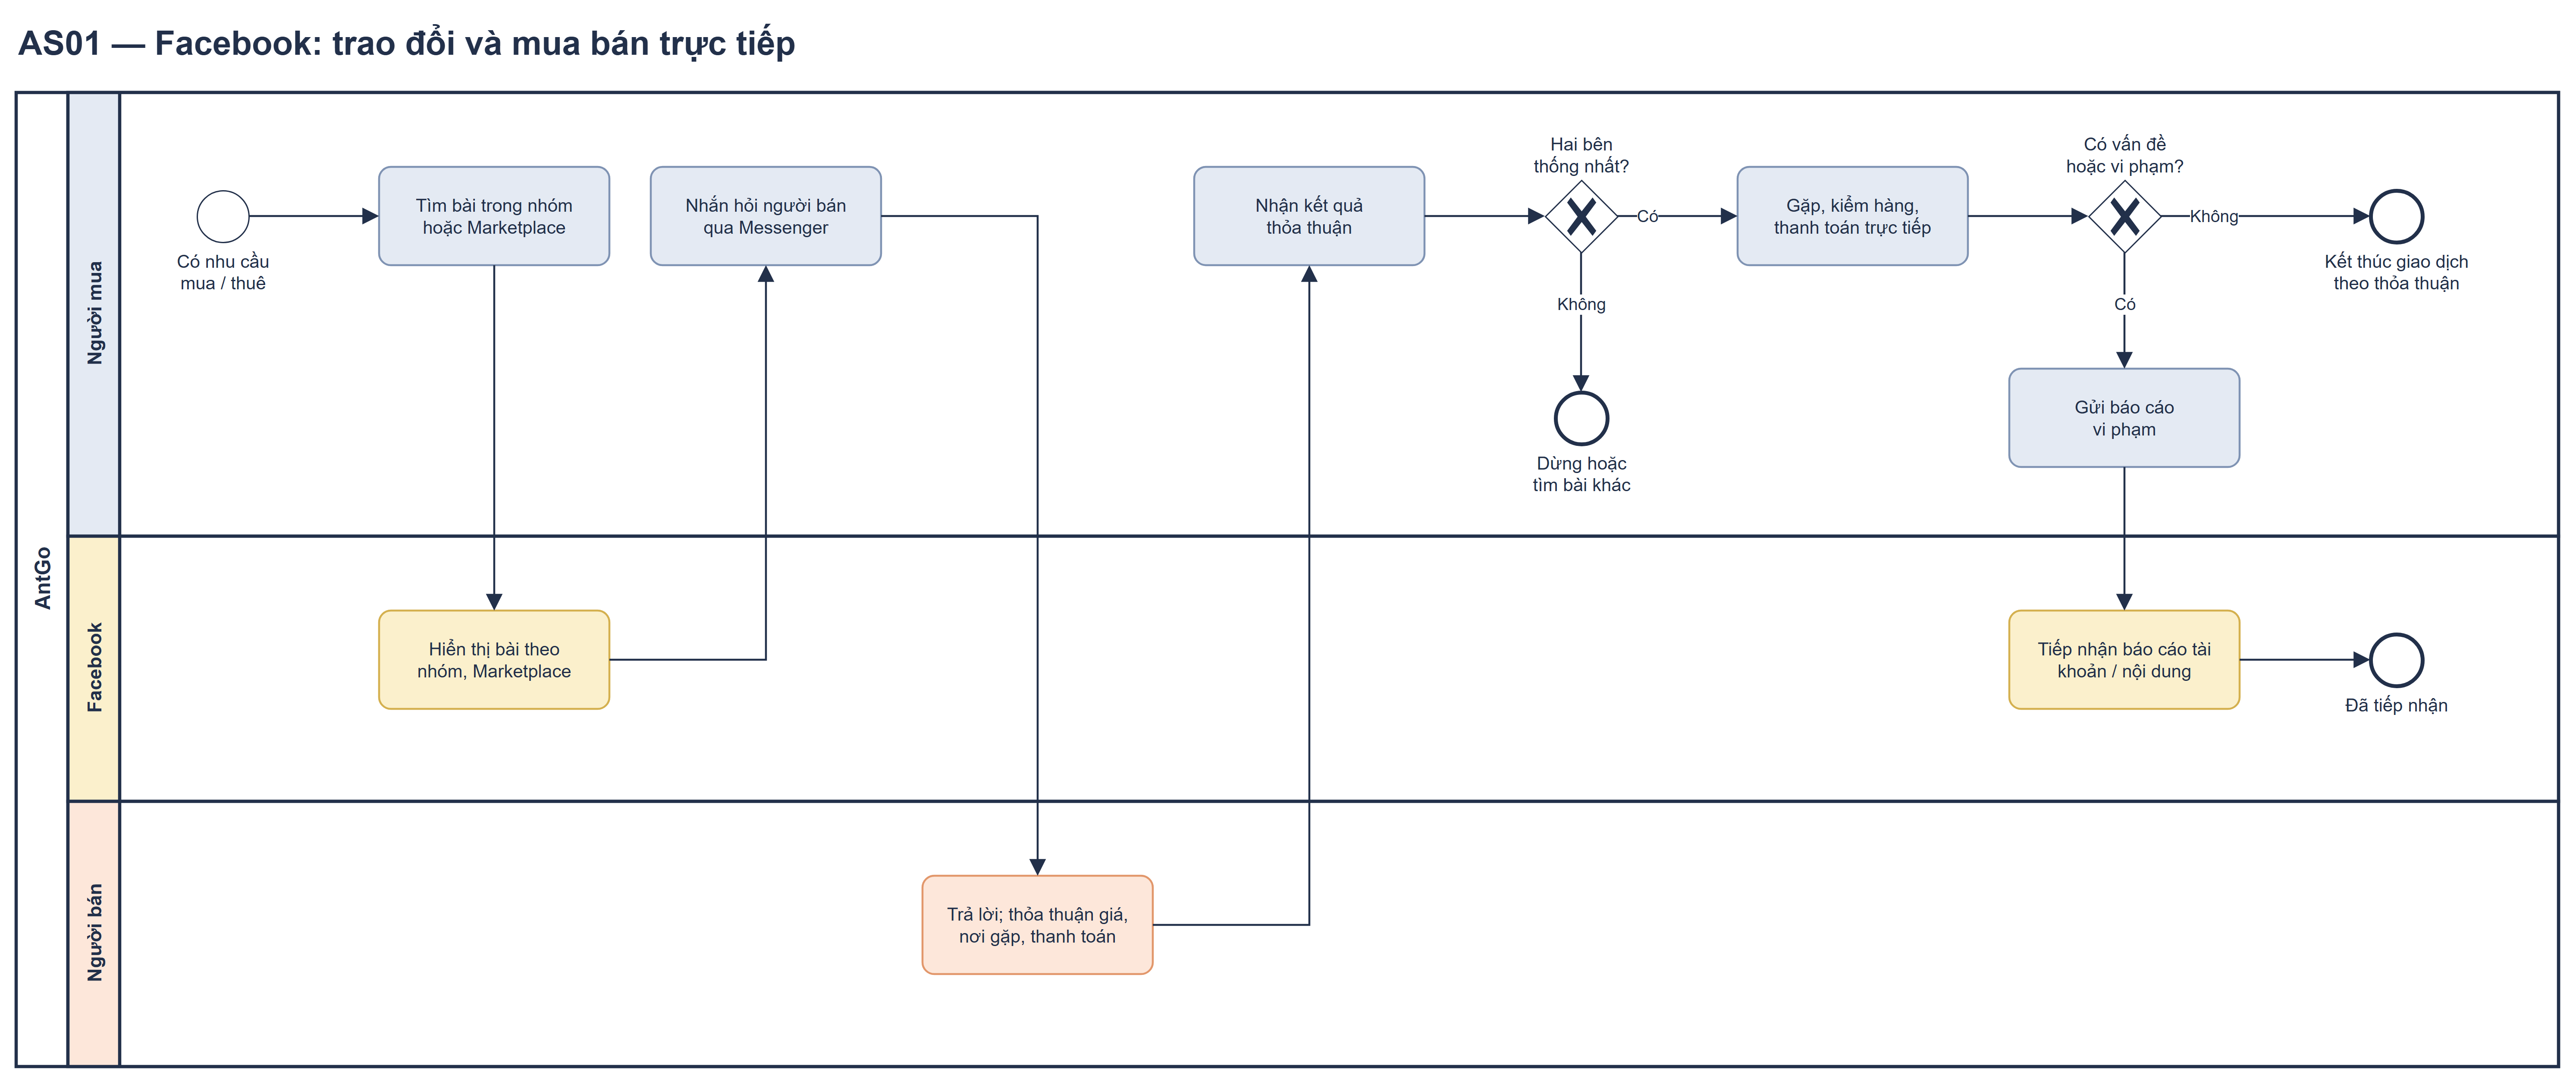 AS01 — Facebook: trao đổi và mua bán trực tiếp
AntGo
Người mua
Có nhu cầu
mua / thuê
Tìm bài trong nhóm
hoặc Marketplace
Nhắn hỏi người bán
qua Messenger
Nhận kết quả
thỏa thuận
Hai bên
thống nhất?
Có
Không
Dừng hoặc
tìm bài khác
Gặp, kiểm hàng,
thanh toán trực tiếp
Có vấn đề
hoặc vi phạm?
Không
Kết thúc giao dịch
theo thỏa thuận
Có
Gửi báo cáo
vi phạm
Facebook
Hiển thị bài theo
nhóm, Marketplace
Tiếp nhận báo cáo tài
khoản / nội dung
Đã tiếp nhận
Người bán
Trả lời; thỏa thuận giá,
nơi gặp, thanh toán